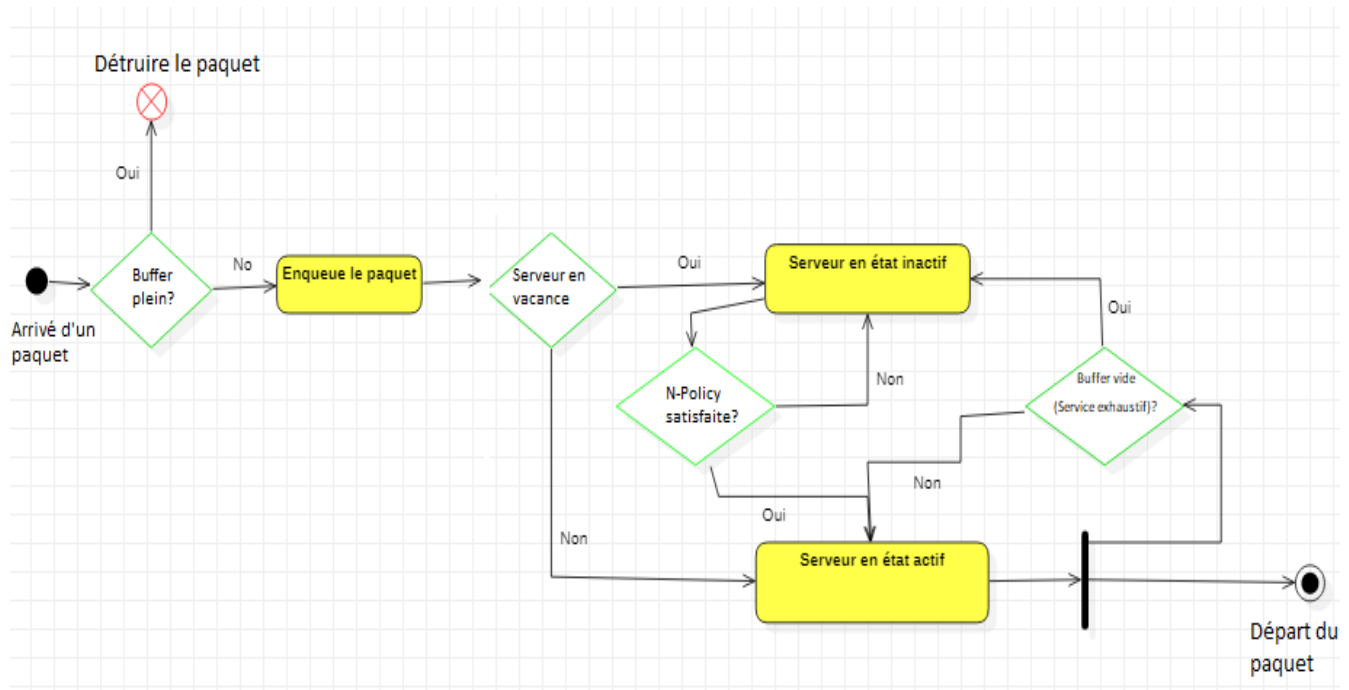 Détruire le paquet
Oui
Buffer
plein?
No
Enqueue le paquet
Serveur en
vacance
Oui
Serveur en état inactif
Oui
Arrivé d'un
paquet
N-Policy
satisfaite?
Non
Buffer vide
(Service exhaustif)?
Non
Oui
Non
Serveur en état actif
Départ du
paquet